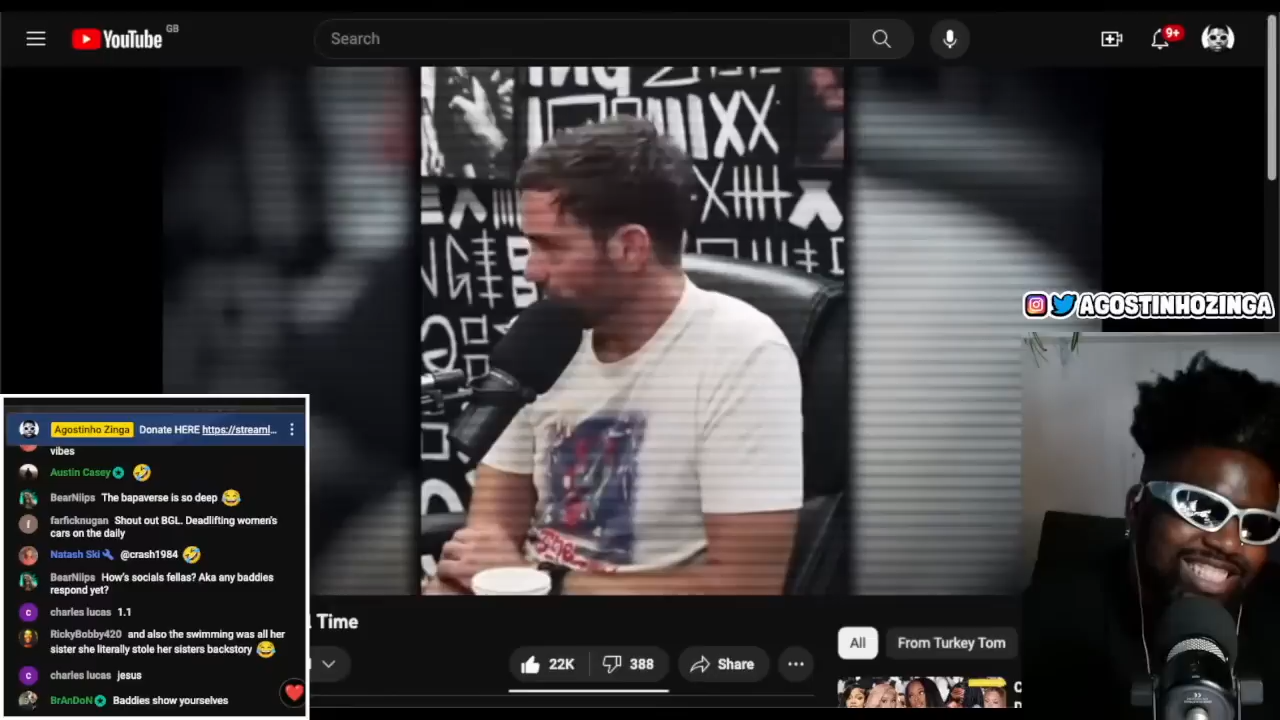 YouTube GB
Search
9+
AGOSTINHOZINGA
Agostinho Zinga Donate HERE https://streaml...
vibes
Austin Casey
BearNiips The bapaverse is so deep
farficknugan Shout out BGL. Deadlifting women's
cars on the daily
Natash Ski @crash1984
BearNiips How's socials fellas? Aka any baddies
respond yet?
charles lucas 1.1
RickyBobby420 and also the swimming was all her
sister she literally stole her sisters backstory
charles lucas jesus
BrAnDoN Baddies show yourselves
Time
22K
388
Share
All
From Turkey Tom